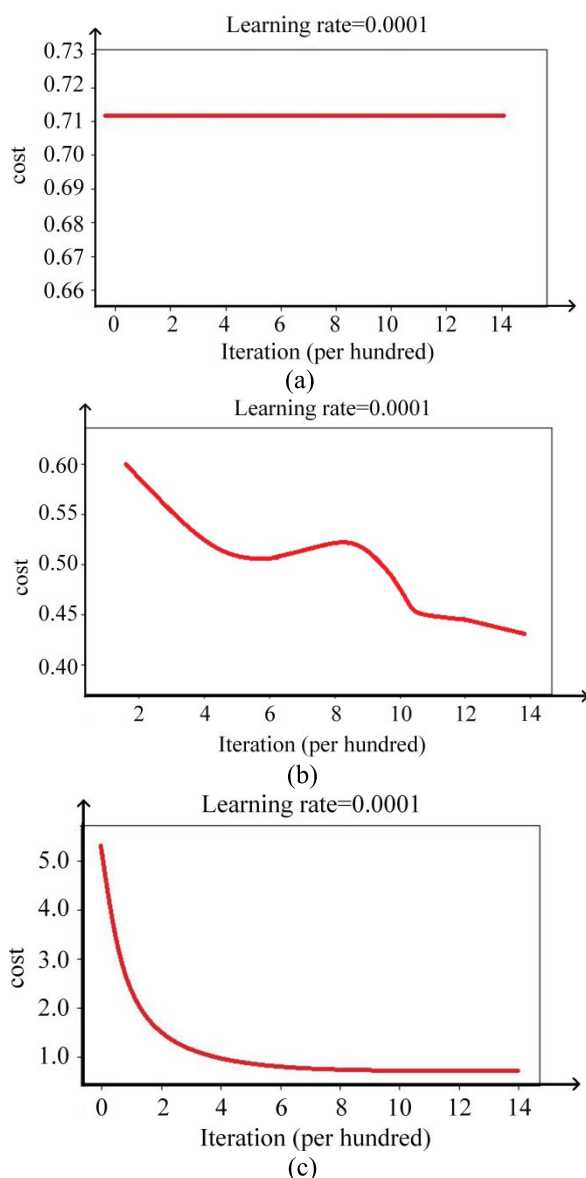 Learning rate=0.0001
0.73
0.72
0.71
0.70
0.69
0.68
0.67
0.66
cost
0 2 4 6 8 10 12 14
Iteration (per hundred)
(a)
Learning rate=0.0001
0.60
0.55
0.50
0.45
0.40
cost
2 4 6 8 10 12 14
Iteration (per hundred)
(b)
Learning rate=0.0001
5.0
4.0
3.0
2.0
1.0
cost
0 2 4 6 8 10 12 14
Iteration (per hundred)
(c)